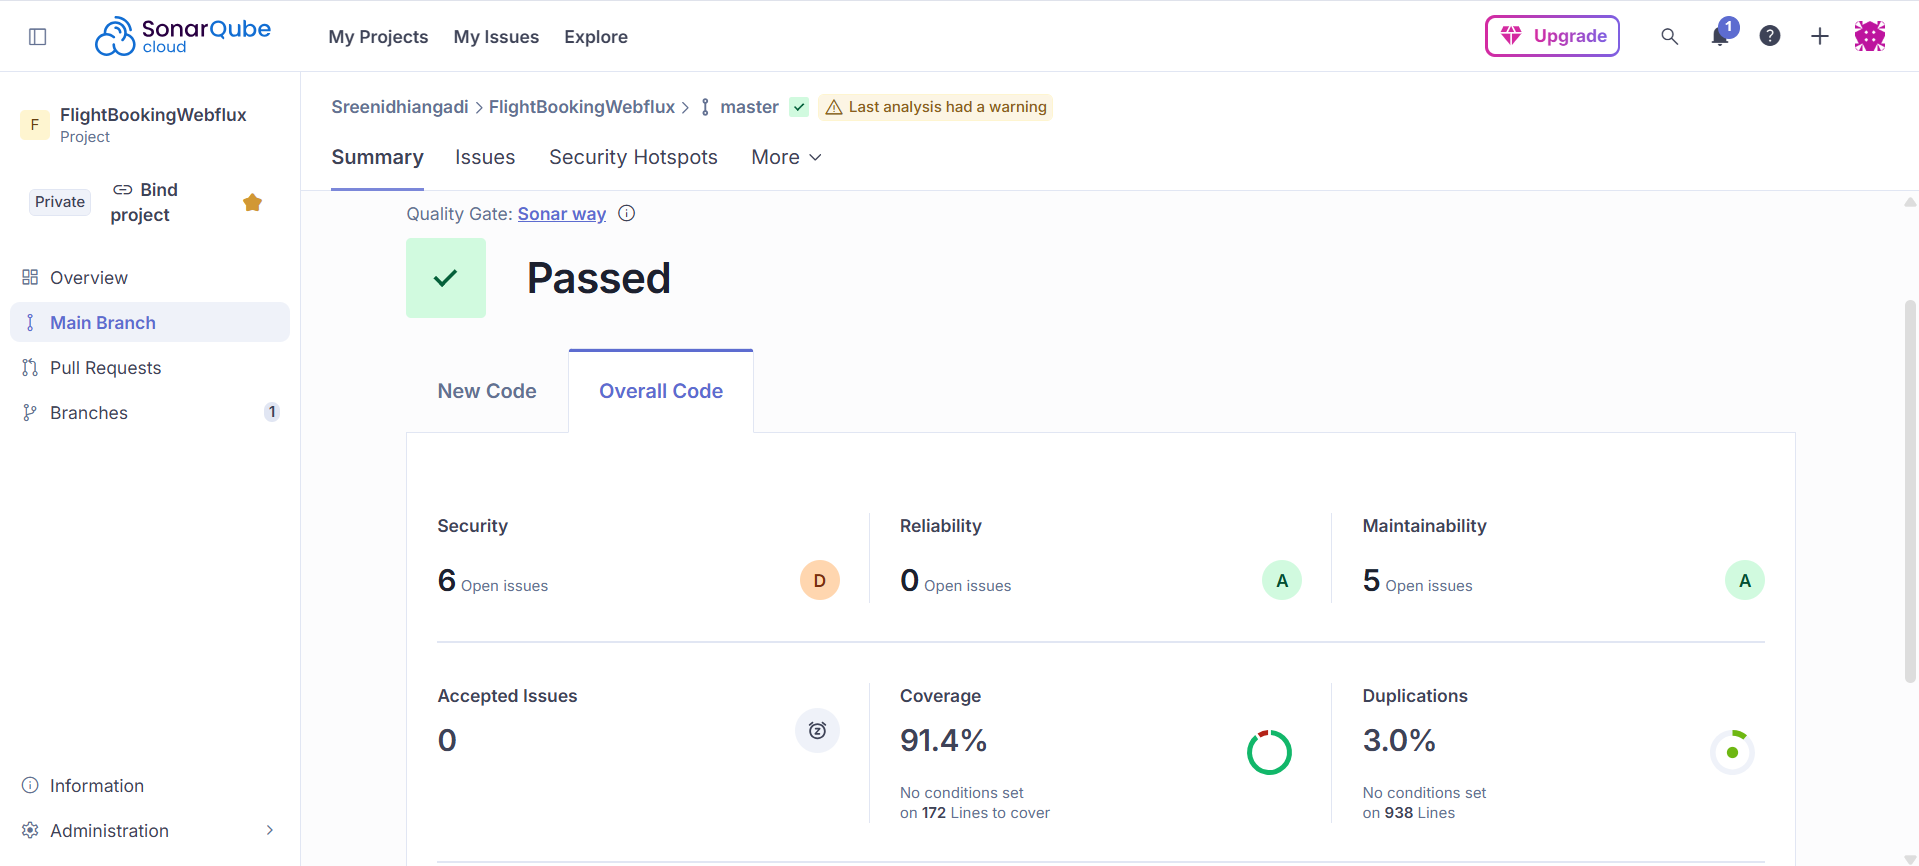 SonarQube
cloud
My Projects
My Issues
Explore
Upgrade
1
?
F
FlightBookingWebflux
Project
Private
Bind
project
Overview
Main Branch
Pull Requests
Branches
1
Information
Administration
Sreenidhiangadi > FlightBookingWebflux > master
Last analysis had a warning
Summary
Issues
Security Hotspots
More
Quality Gate: Sonar way
Passed
New Code
Overall Code
Security
6 Open issues
D
Reliability
0 Open issues
A
Maintainability
5 Open issues
A
Accepted Issues
0
Coverage
91.4%
No conditions set
on 172 Lines to cover
Duplications
3.0%
No conditions set
on 938 Lines